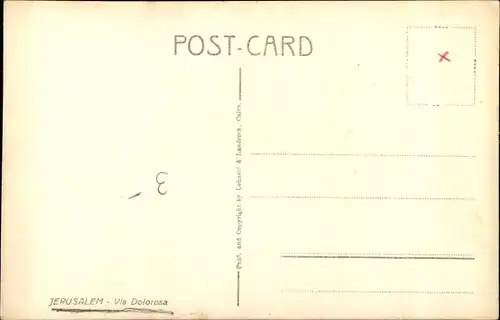 POST-CARD
Publ. and Copyright by Lehnert & Landrock, Cairo.
3
JERUSALEM - Via Dolorosa